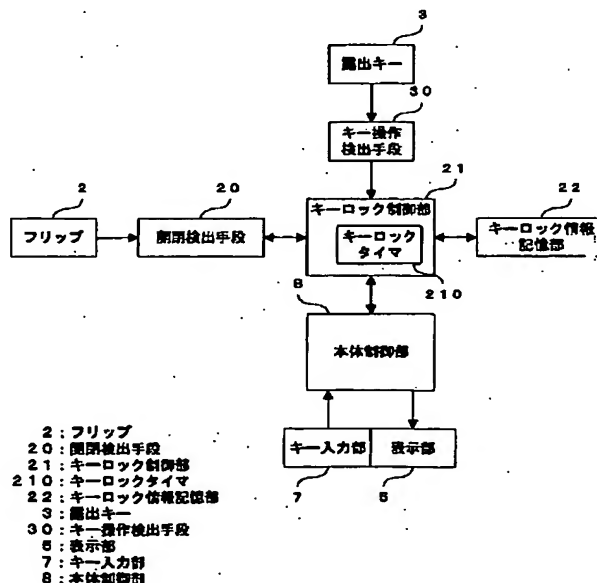 3
露出キー
30
キー操作
検出手段
21
2
20
22
キーロック制御部
フリップ
開閉検出手段
キーロック
タイマ
キーロック情報
記憶部
8
210
本体制御部
キー入力部
表示部
7
5
2:フリップ
20:開閉検出手段
21:キーロック制御部
210:キーロックタイマ
22:キーロック情報記憶部
3:露出キー
30:キー操作検出手段
5:表示部
7:キー入力部
8:本体制御部